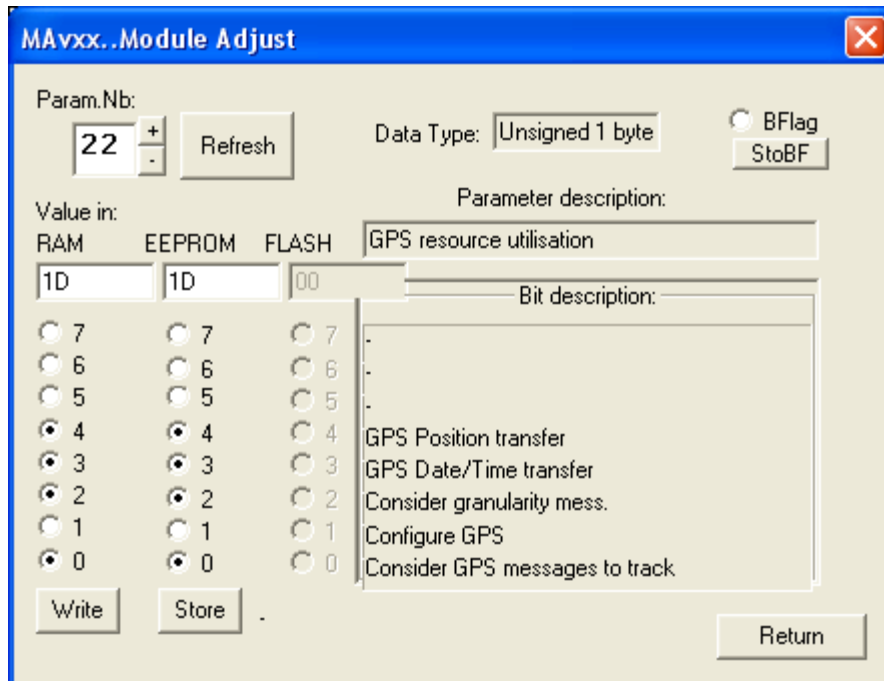 MAvxx..Module Adjust
Param.Nb:
22 + - Refresh Data Type: Unsigned 1 byte BFlag
StoBF
Value in: Parameter description:
RAM EEPROM FLASH GPS resource utilisation
1D 1D 00
Bit description:
7 7 7 -
6 6 6 -
5 5 5 -
4 4 4 GPS Position transfer
3 3 3 GPS Date/Time transfer
2 2 2 Consider granularity mess.
1 1 1 Configure GPS
0 0 0 Consider GPS messages to track
Write Store .
Return